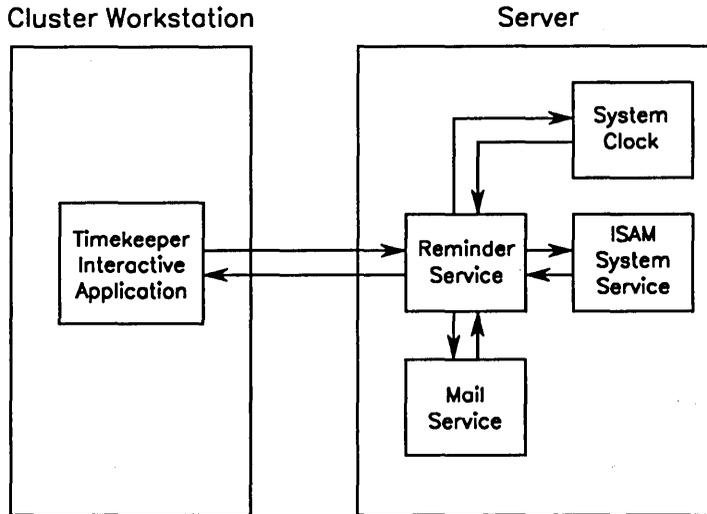 Cluster Workstation
Server
System
Clock
Timekeeper
Interactive
Application
Reminder
Service
ISAM
System
Service
Mail
Service